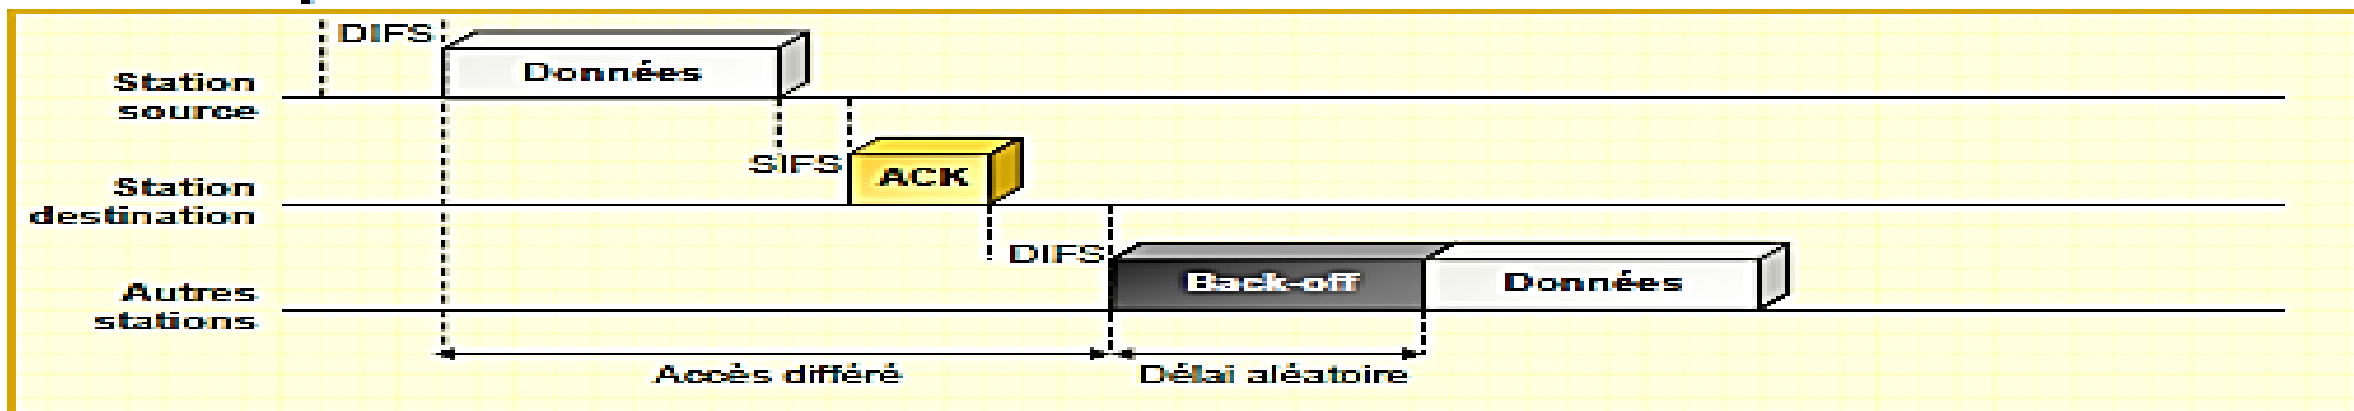 DIFS
Données
Station
source
SIFS
ACK
Station
destination
DIFS
Back-off
Données
Autres
stations
Accès différé
Délai aléatoire